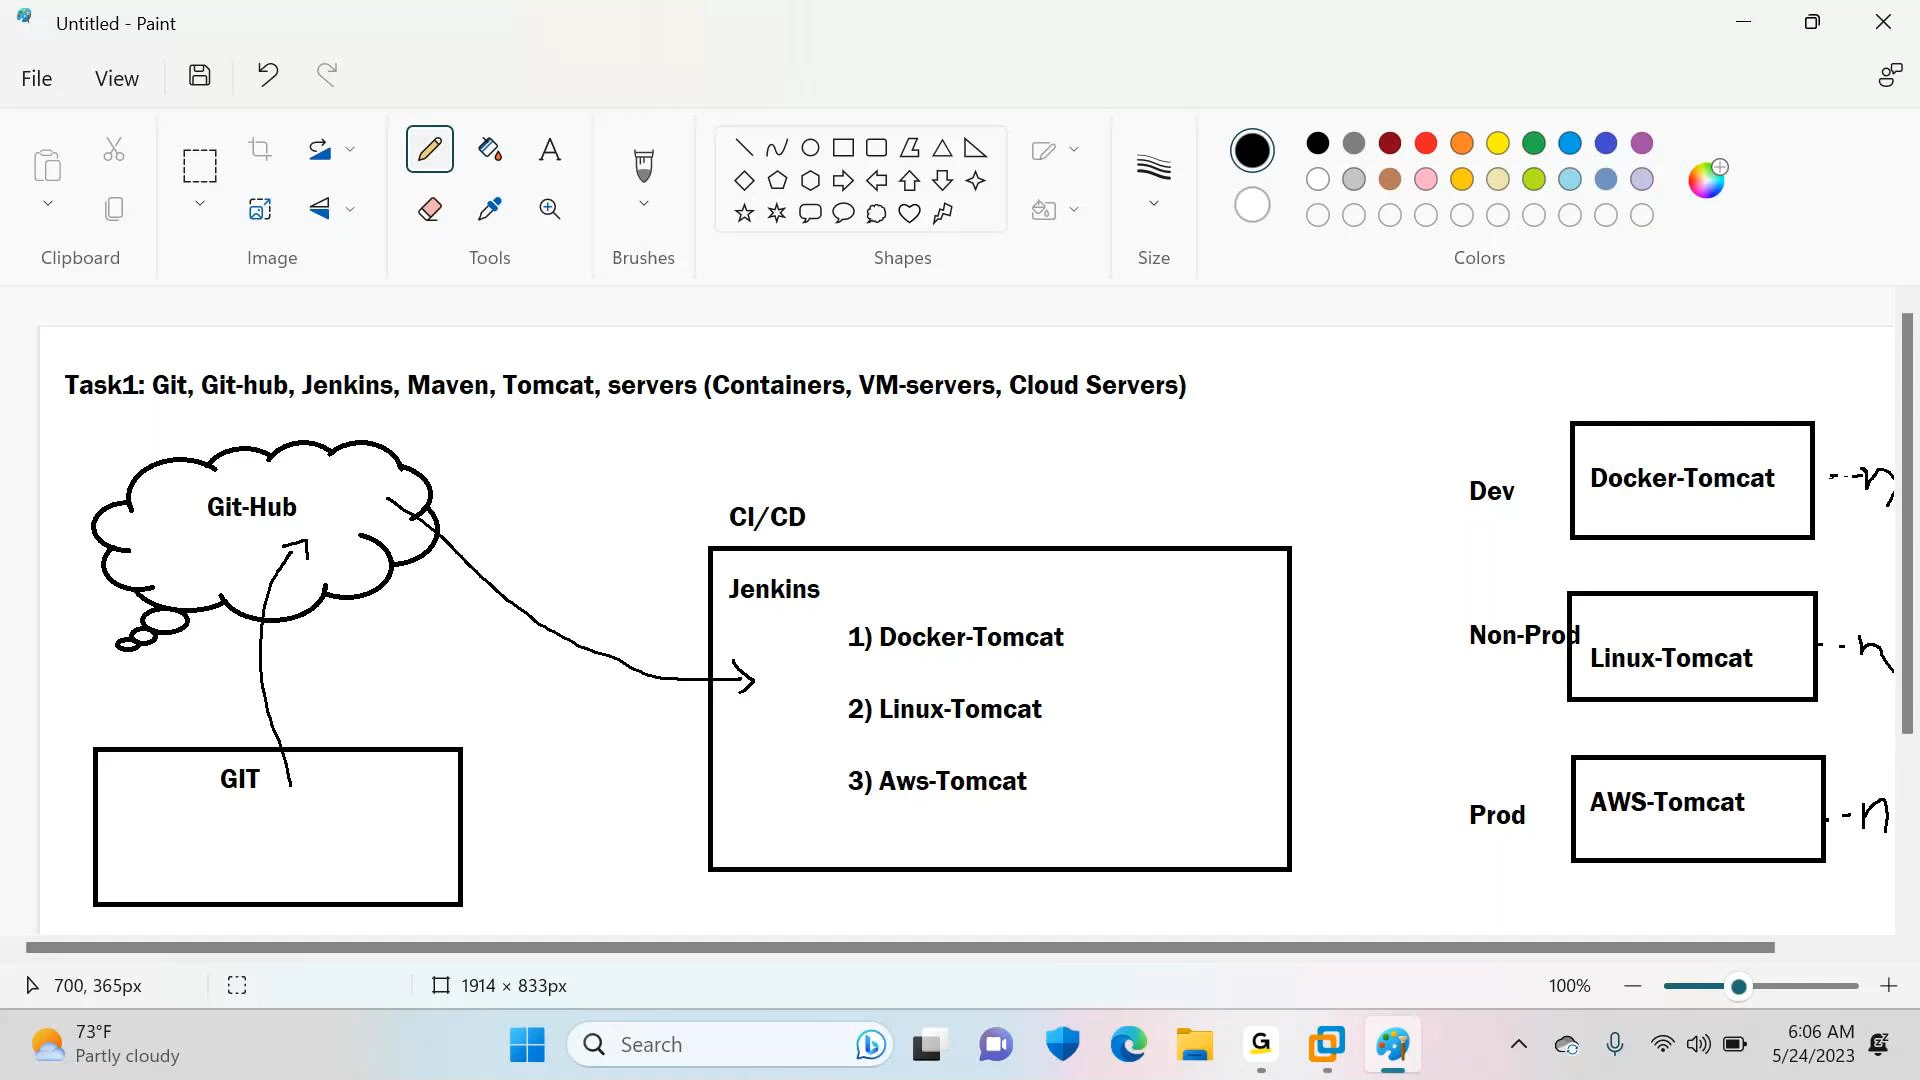 Untitled - Paint
File
View
Clipboard
Image
Tools
Brushes
Shapes
Size
Colors
Task1: Git, Git-hub, Jenkins, Maven, Tomcat, servers (Containers, VM-servers, Cloud Servers)
Git-Hub
GIT
CI/CD
Jenkins
1) Docker-Tomcat
2) Linux-Tomcat
3) Aws-Tomcat
Dev
Docker-Tomcat
--n
Non-Prod
Linux-Tomcat
--n
Prod
AWS-Tomcat
--n
700, 365px
1914 × 833px
100%
73°F
Partly cloudy
Search
6:06 AM
5/24/2023